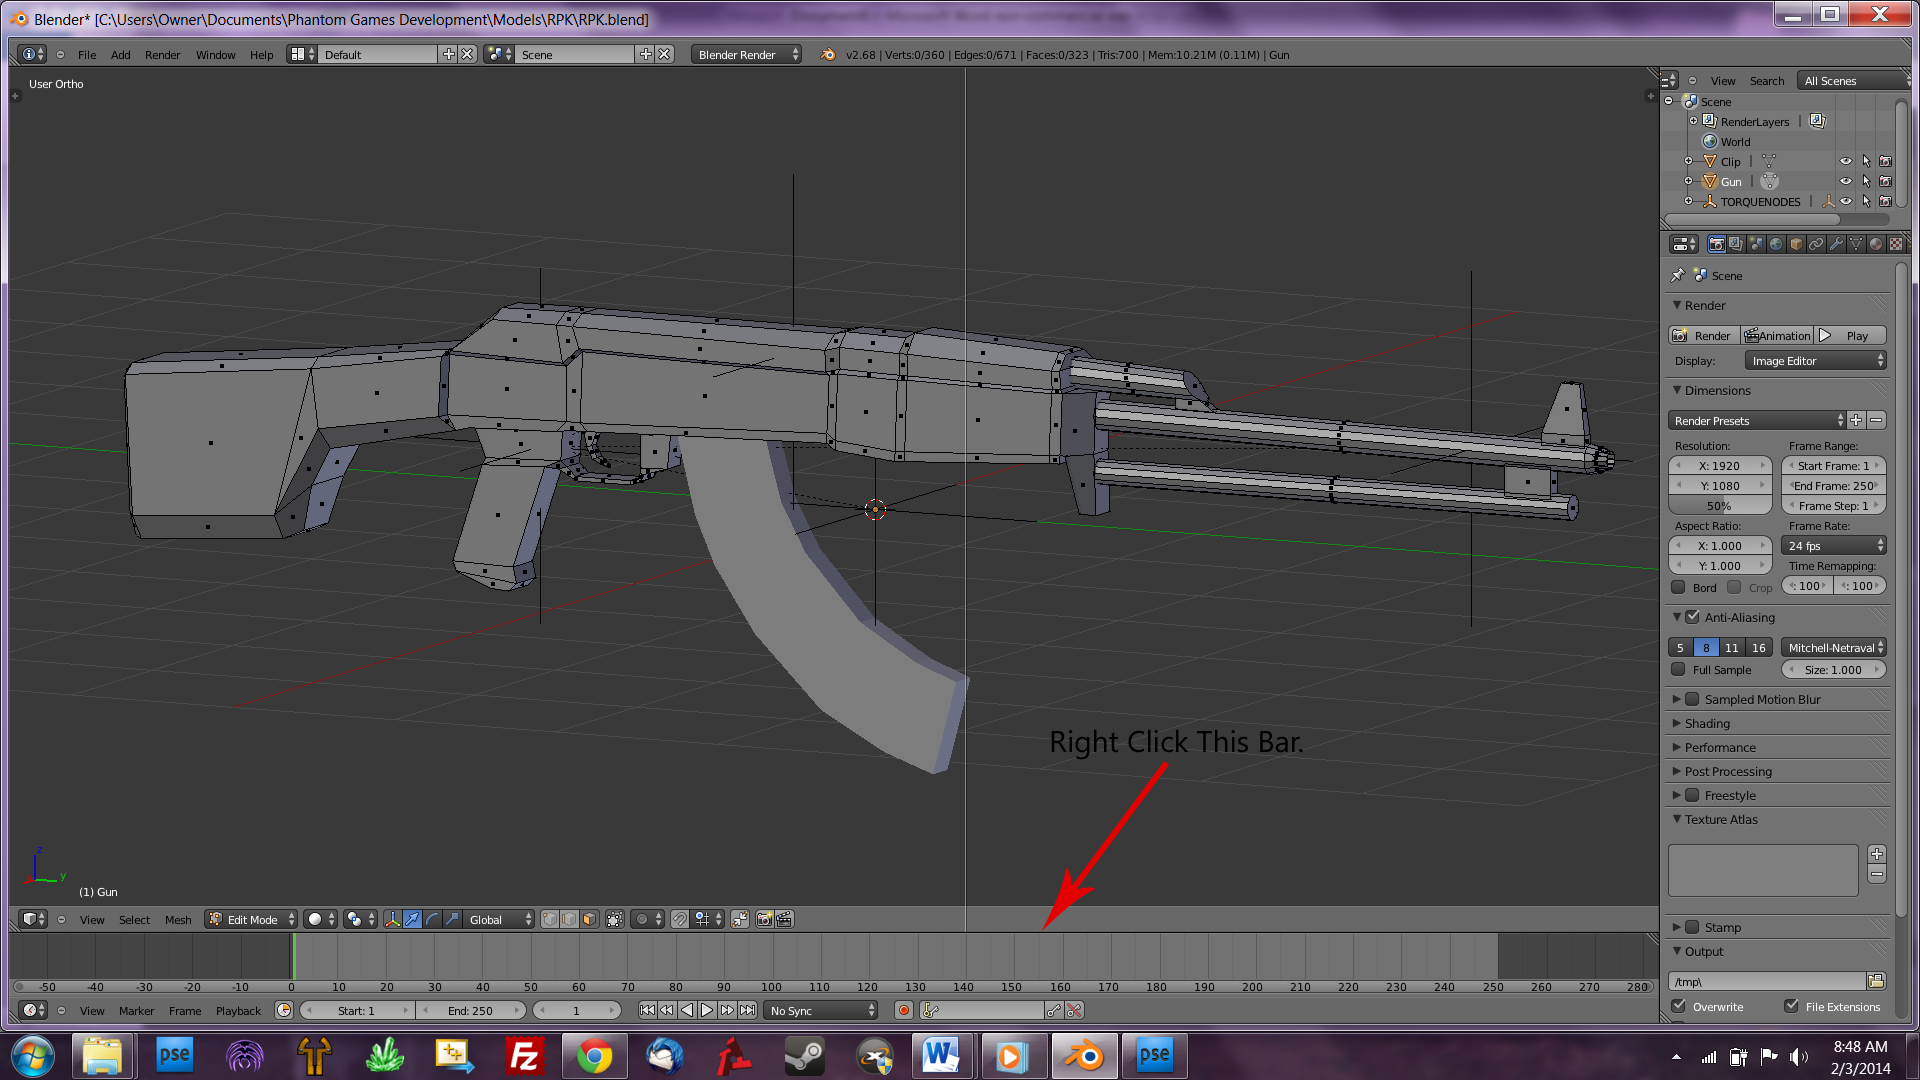 Blender* [C:\Users\Owner\Documents\Phantom Games Development\Models\RPK\RPK.blend]
File Add Render Window Help Default Scene Blender Render v2.68 | Verts:0/360 | Edges:0/671 | Faces:0/323 | Tris:700 | Mem:10.21M (0.11M) | Gun
User Ortho
View Search All Scenes
Scene
RenderLayers |
World
Clip |
Gun |
TORQUENODES |
Scene
Render
Render Animation Play
Display: Image Editor
Dimensions
Render Presets
Resolution: Frame Range:
X: 1920 Start Frame: 1
Y: 1080 End Frame: 250
50% Frame Step: 1
Aspect Ratio: Frame Rate:
X: 1.000 24 fps
Y: 1.000 Time Remapping:
Bord Crop : 100 : 100
Anti-Aliasing
5 8 11 16 Mitchell-Netraval
Full Sample Size: 1.000
Sampled Motion Blur
Shading
Performance
Post Processing
Freestyle
Texture Atlas
Stamp
Output
/tmp\
Overwrite File Extensions
Right Click This Bar.
z
y
(1) Gun
View Select Mesh Edit Mode Global
-50 -40 -30 -20 -10 0 10 20 30 40 50 60 70 80 90 100 110 120 130 140 150 160 170 180 190 200 210 220 230 240 250 260 270 280
View Marker Frame Playback Start: 1 End: 250 1 No Sync
pse Fz W pse
8:48 AM
2/3/2014